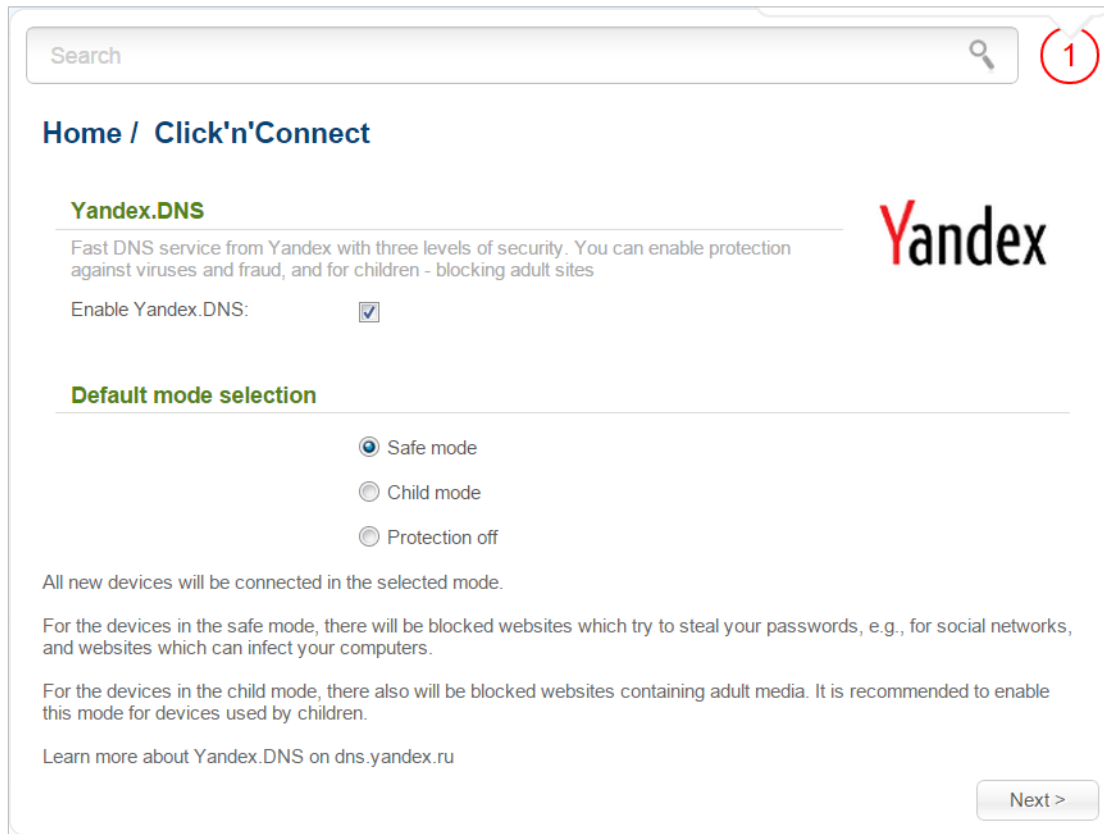 Search
1
Home / Click'n'Connect
Yandex.DNS
Yandex
Fast DNS service from Yandex with three levels of security. You can enable protection
against viruses and fraud, and for children - blocking adult sites
Enable Yandex.DNS:
Default mode selection
Safe mode
Child mode
Protection off
All new devices will be connected in the selected mode.
For the devices in the safe mode, there will be blocked websites which try to steal your passwords, e.g., for social networks,
and websites which can infect your computers.
For the devices in the child mode, there also will be blocked websites containing adult media. It is recommended to enable
this mode for devices used by children.
Learn more about Yandex.DNS on dns.yandex.ru
Next >